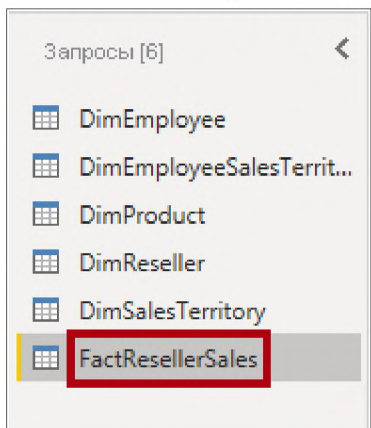 Запросы [6]
DimEmployee
DimEmployeeSalesTerrit...
DimProduct
DimReseller
DimSalesTerritory
FactResellerSales